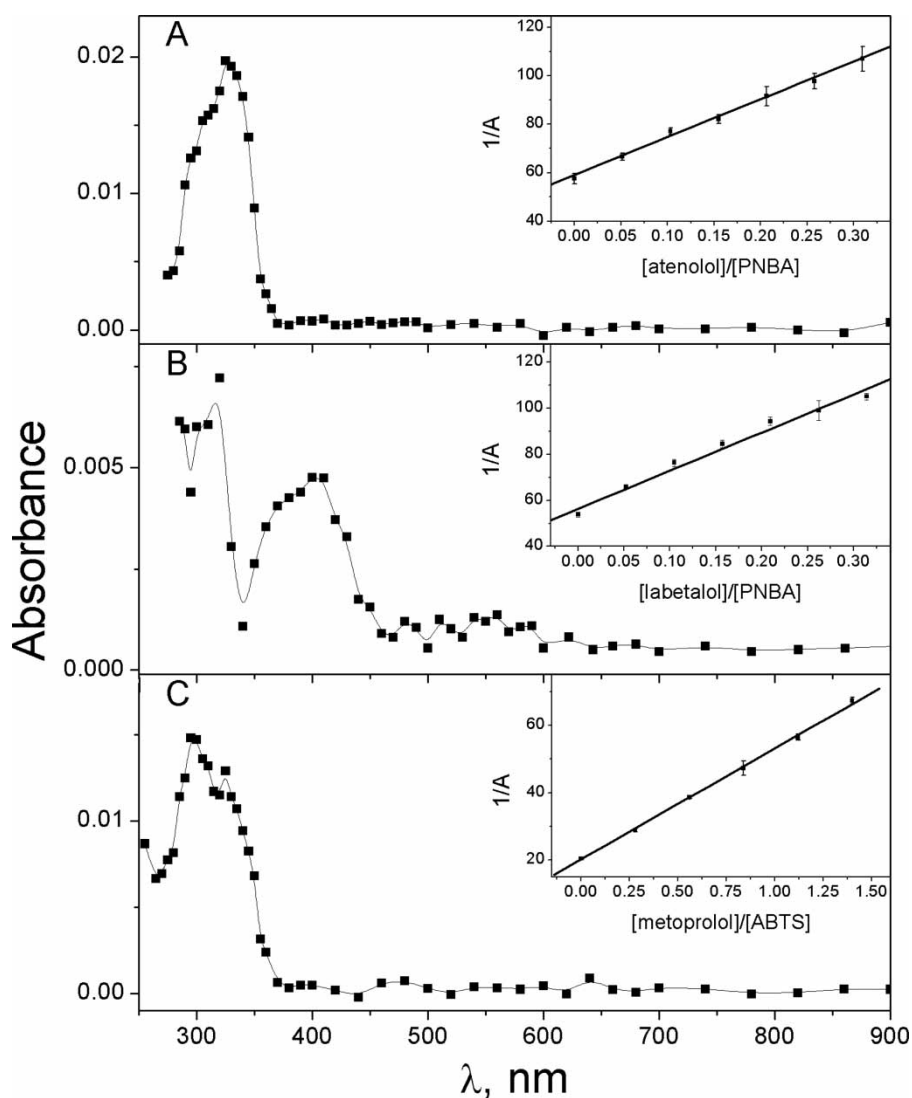 A
0.02
0.01
0.00
1/A
120
100
80
60
40
0.00 0.05 0.10 0.15 0.20 0.25 0.30
[atenolol]/[PNBA]
B
0.005
0.000
1/A
120
100
80
60
40
0.00 0.05 0.10 0.15 0.20 0.25 0.30
[labetalol]/[PNBA]
Absorbance
C
0.01
0.00
1/A
60
40
20
0.00 0.25 0.50 0.75 1.00 1.25 1.50
[metoprolol]/[ABTS]
300 400 500 600 700 800 900
λ, nm